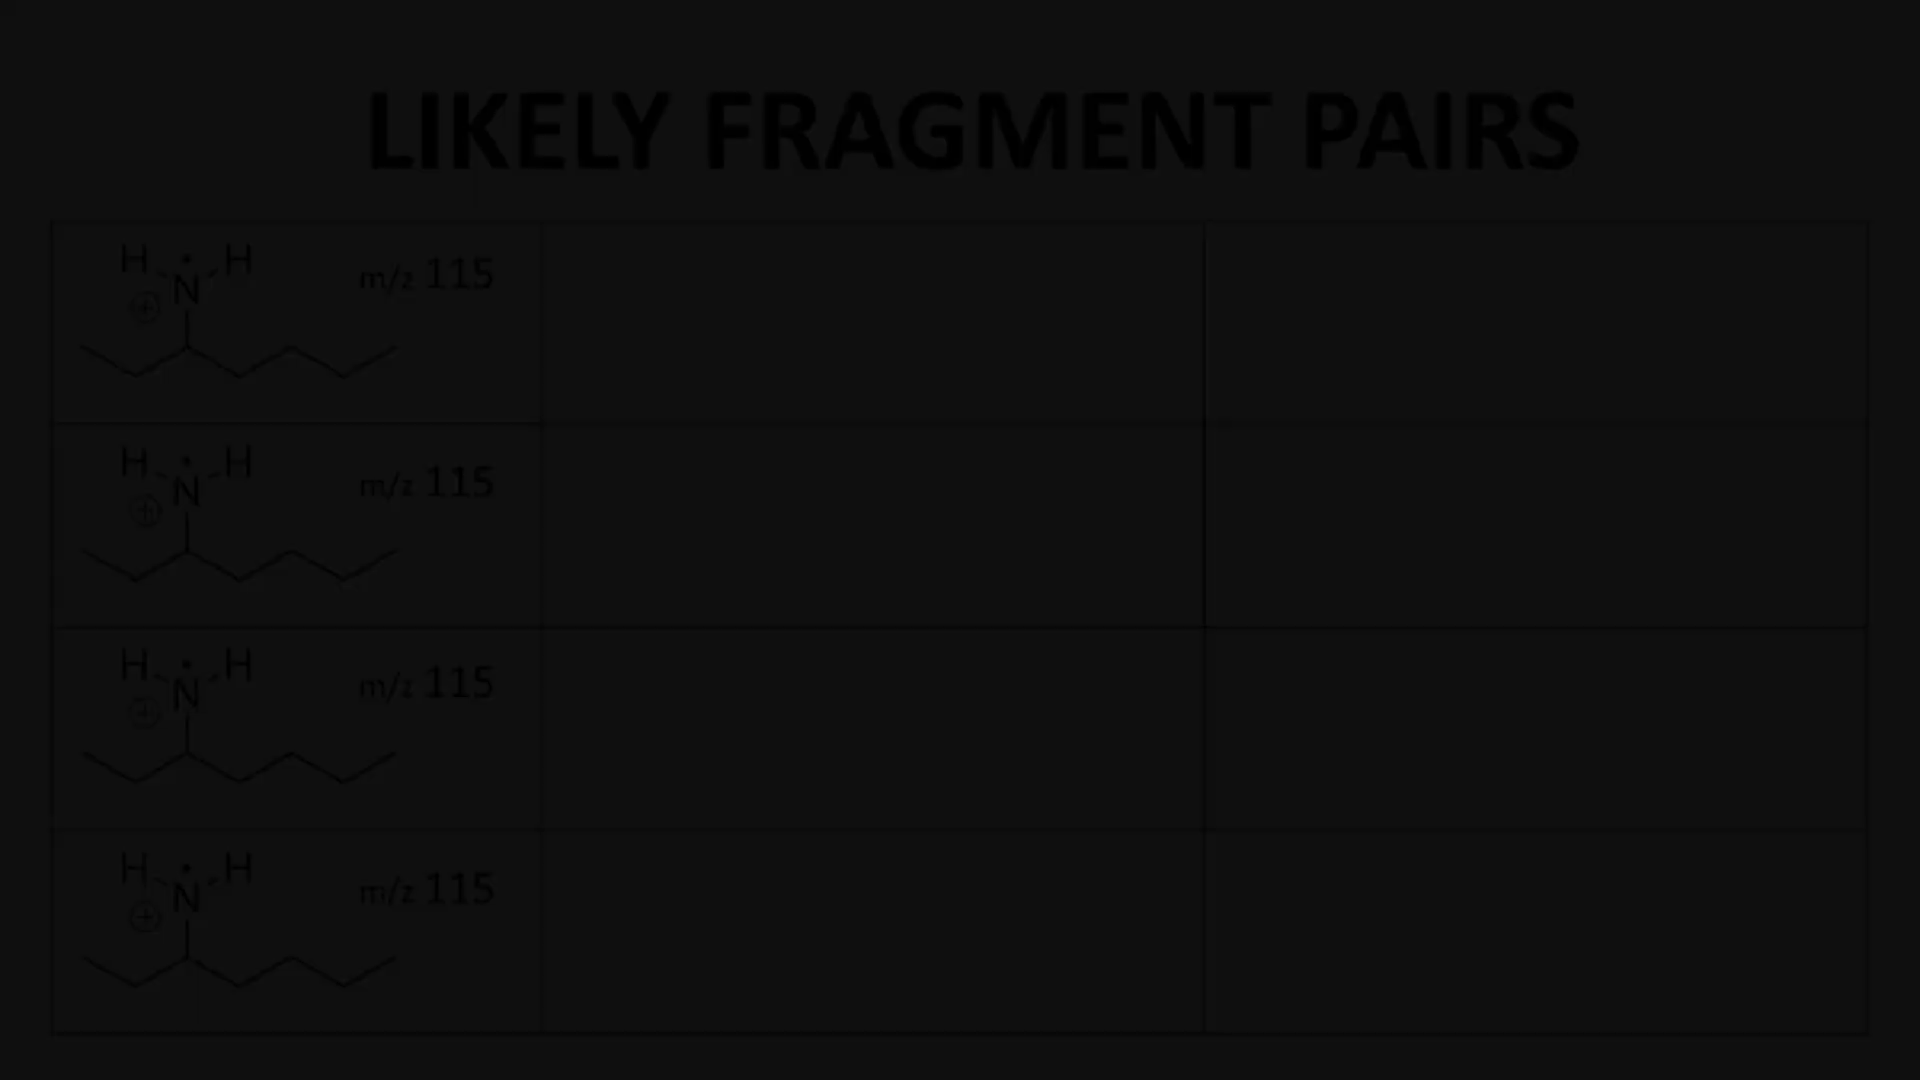 LIKELY FRAGMENT PAIRS
H • H
N
⊕
m/z 115
H • H
N
⊕
m/z 115
H • H
N
⊕
m/z 115
H • H
N
⊕
m/z 115